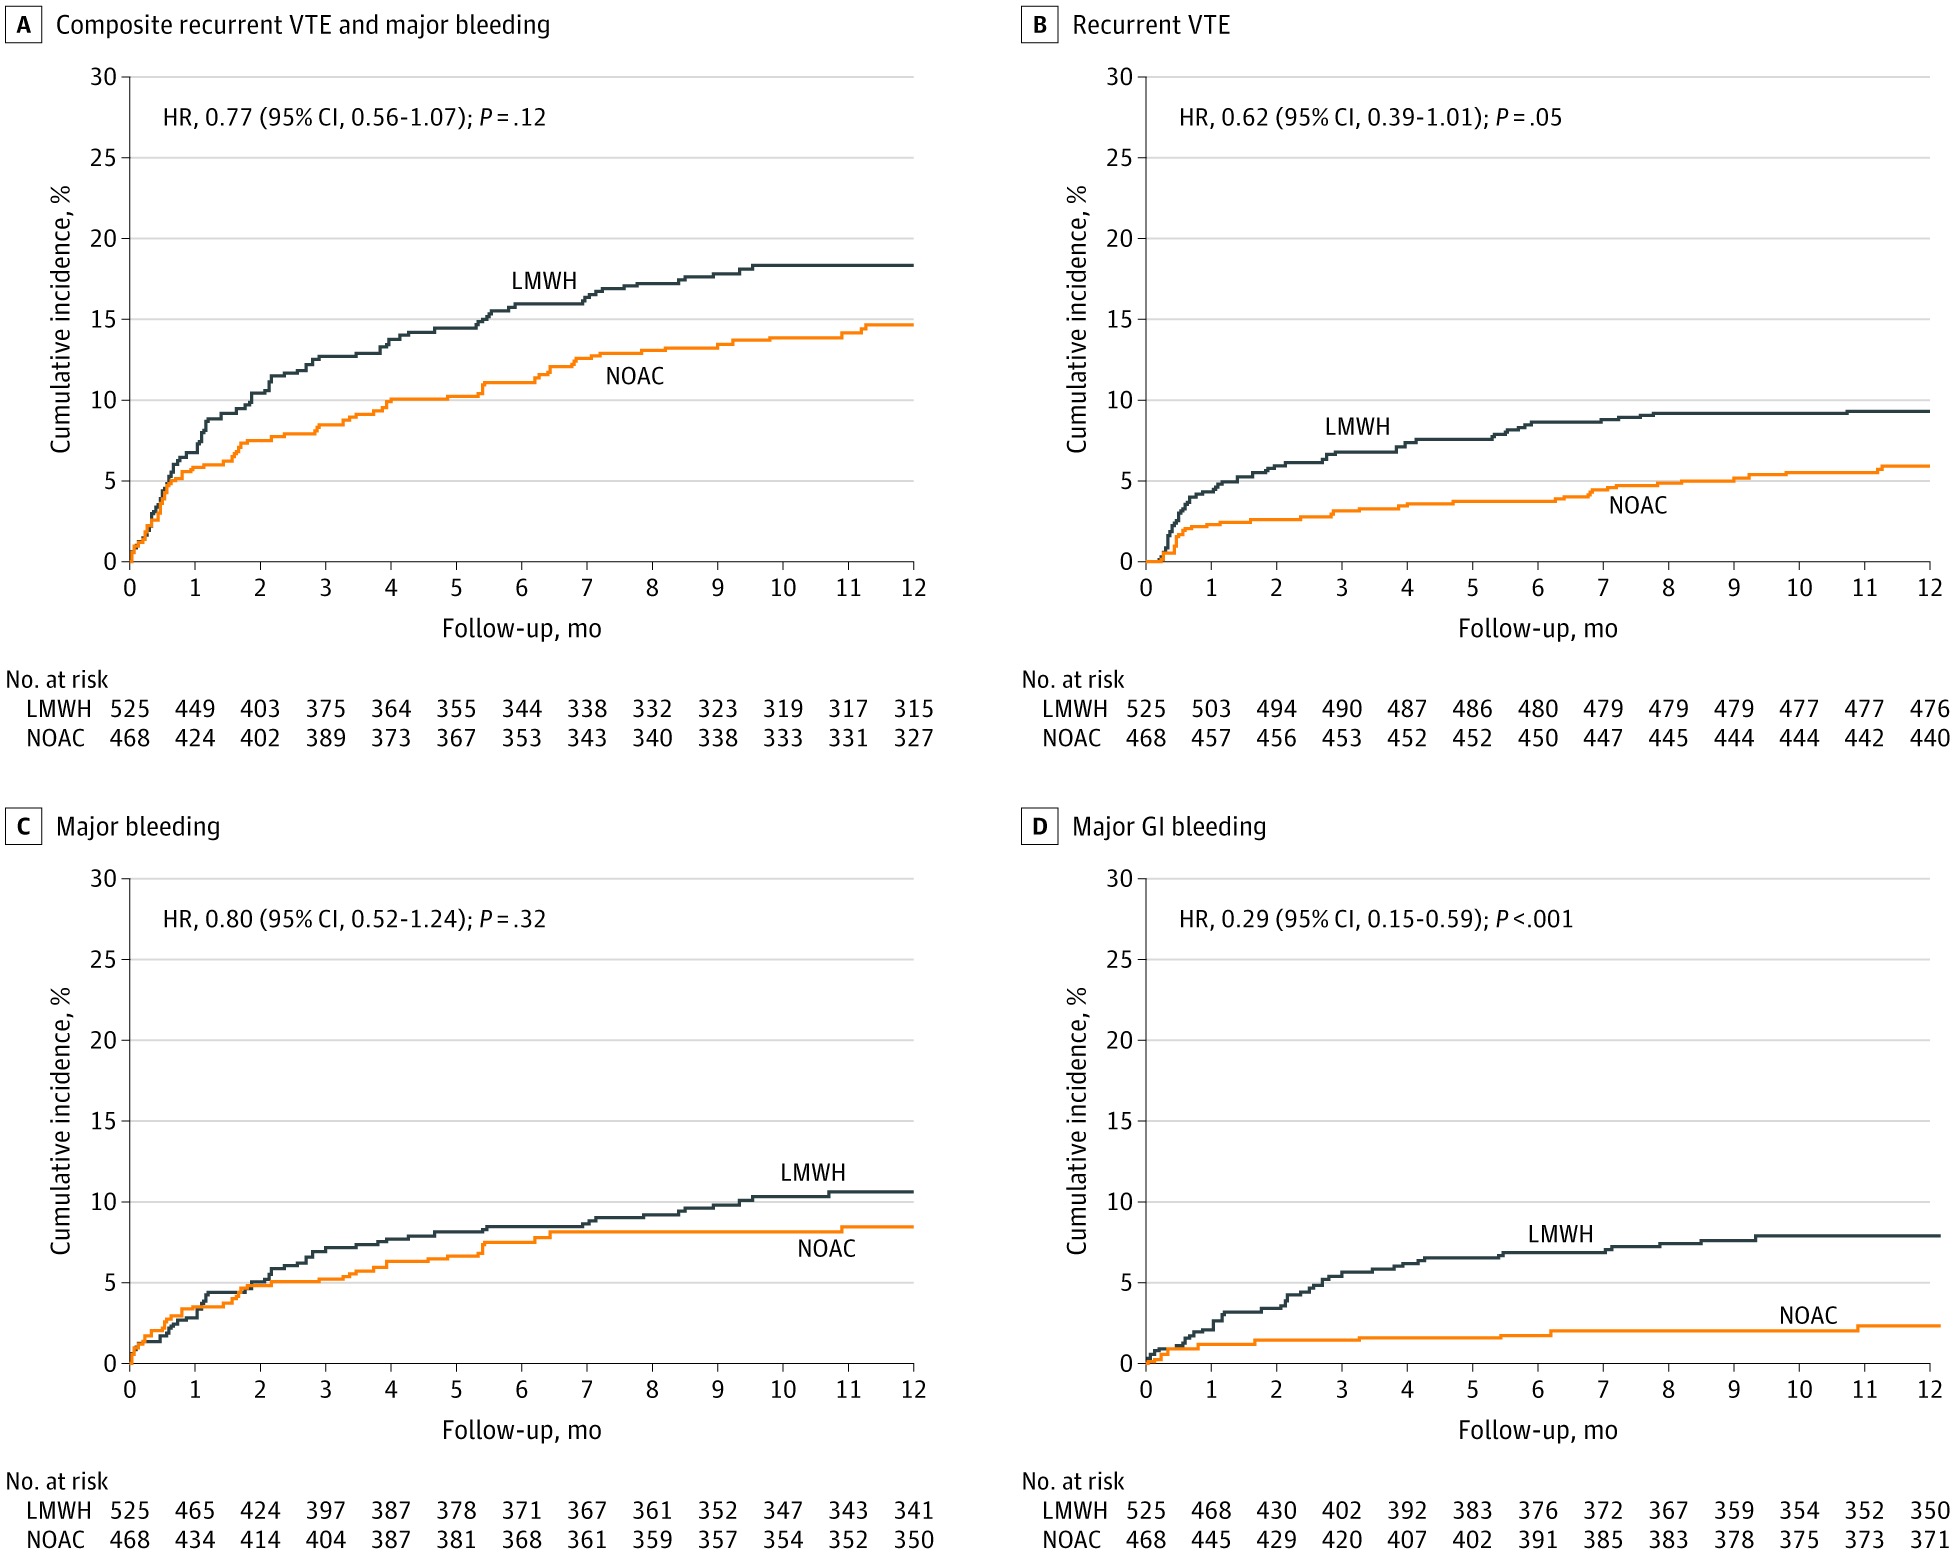 A Composite recurrent VTE and major bleeding
30
HR, 0.77 (95% CI, 0.56-1.07); P = .12
25
20
LMWH
15
NOAC
10
5
0
Cumulative incidence, %
0 1 2 3 4 5 6 7 8 9 10 11 12
Follow-up, mo
No. at risk
LMWH 525 449 403 375 364 355 344 338 332 323 319 317 315
NOAC 468 424 402 389 373 367 353 343 340 338 333 331 327
B Recurrent VTE
30
HR, 0.62 (95% CI, 0.39-1.01); P = .05
25
20
15
10
LMWH
5
NOAC
0
Cumulative incidence, %
0 1 2 3 4 5 6 7 8 9 10 11 12
Follow-up, mo
No. at risk
LMWH 525 503 494 490 487 486 480 479 479 479 477 477 476
NOAC 468 457 456 453 452 452 450 447 445 444 444 442 440
C Major bleeding
30
HR, 0.80 (95% CI, 0.52-1.24); P = .32
25
20
15
LMWH
10
NOAC
5
0
Cumulative incidence, %
0 1 2 3 4 5 6 7 8 9 10 11 12
Follow-up, mo
No. at risk
LMWH 525 465 424 397 387 378 371 367 361 352 347 343 341
NOAC 468 434 414 404 387 381 368 361 359 357 354 352 350
D Major GI bleeding
30
HR, 0.29 (95% CI, 0.15-0.59); P <.001
25
20
15
10
LMWH
5
NOAC
0
Cumulative incidence, %
0 1 2 3 4 5 6 7 8 9 10 11 12
Follow-up, mo
No. at risk
LMWH 525 468 430 402 392 383 376 372 367 359 354 352 350
NOAC 468 445 429 420 407 402 391 385 383 378 375 373 371